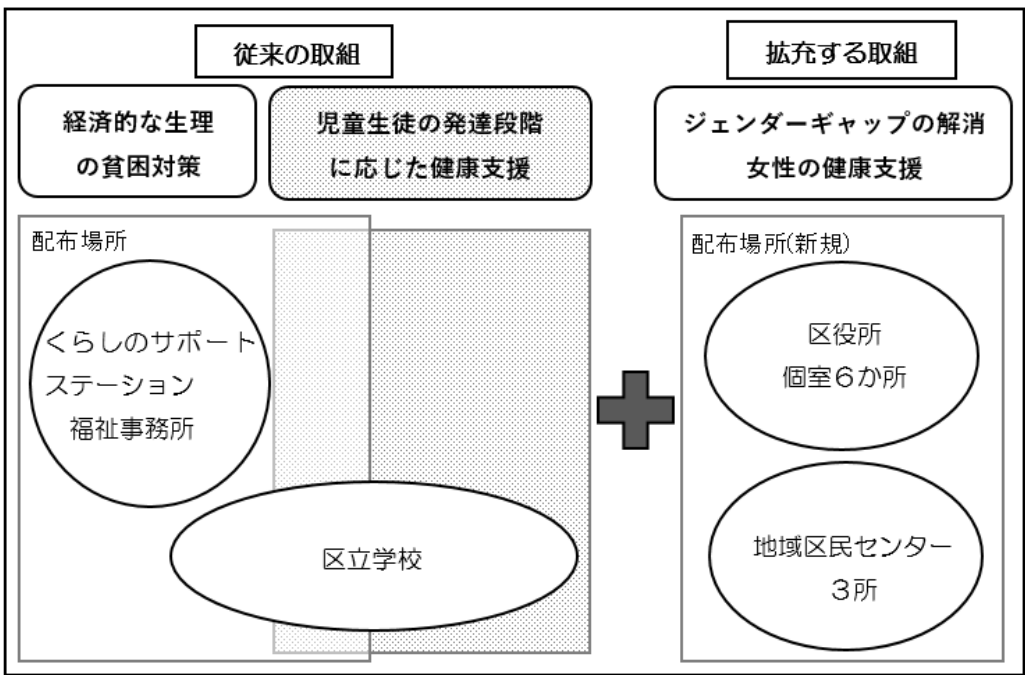 従来の取組
経済的な生理
の貧困対策
児童生徒の発達段階
に応じた健康支援
配布場所
くらしのサポート
ステーション
福祉事務所
区立学校
拡充する取組
ジェンダーギャップの解消
女性の健康支援
配布場所(新規)
区役所
個室６か所
地域区民センター
３所